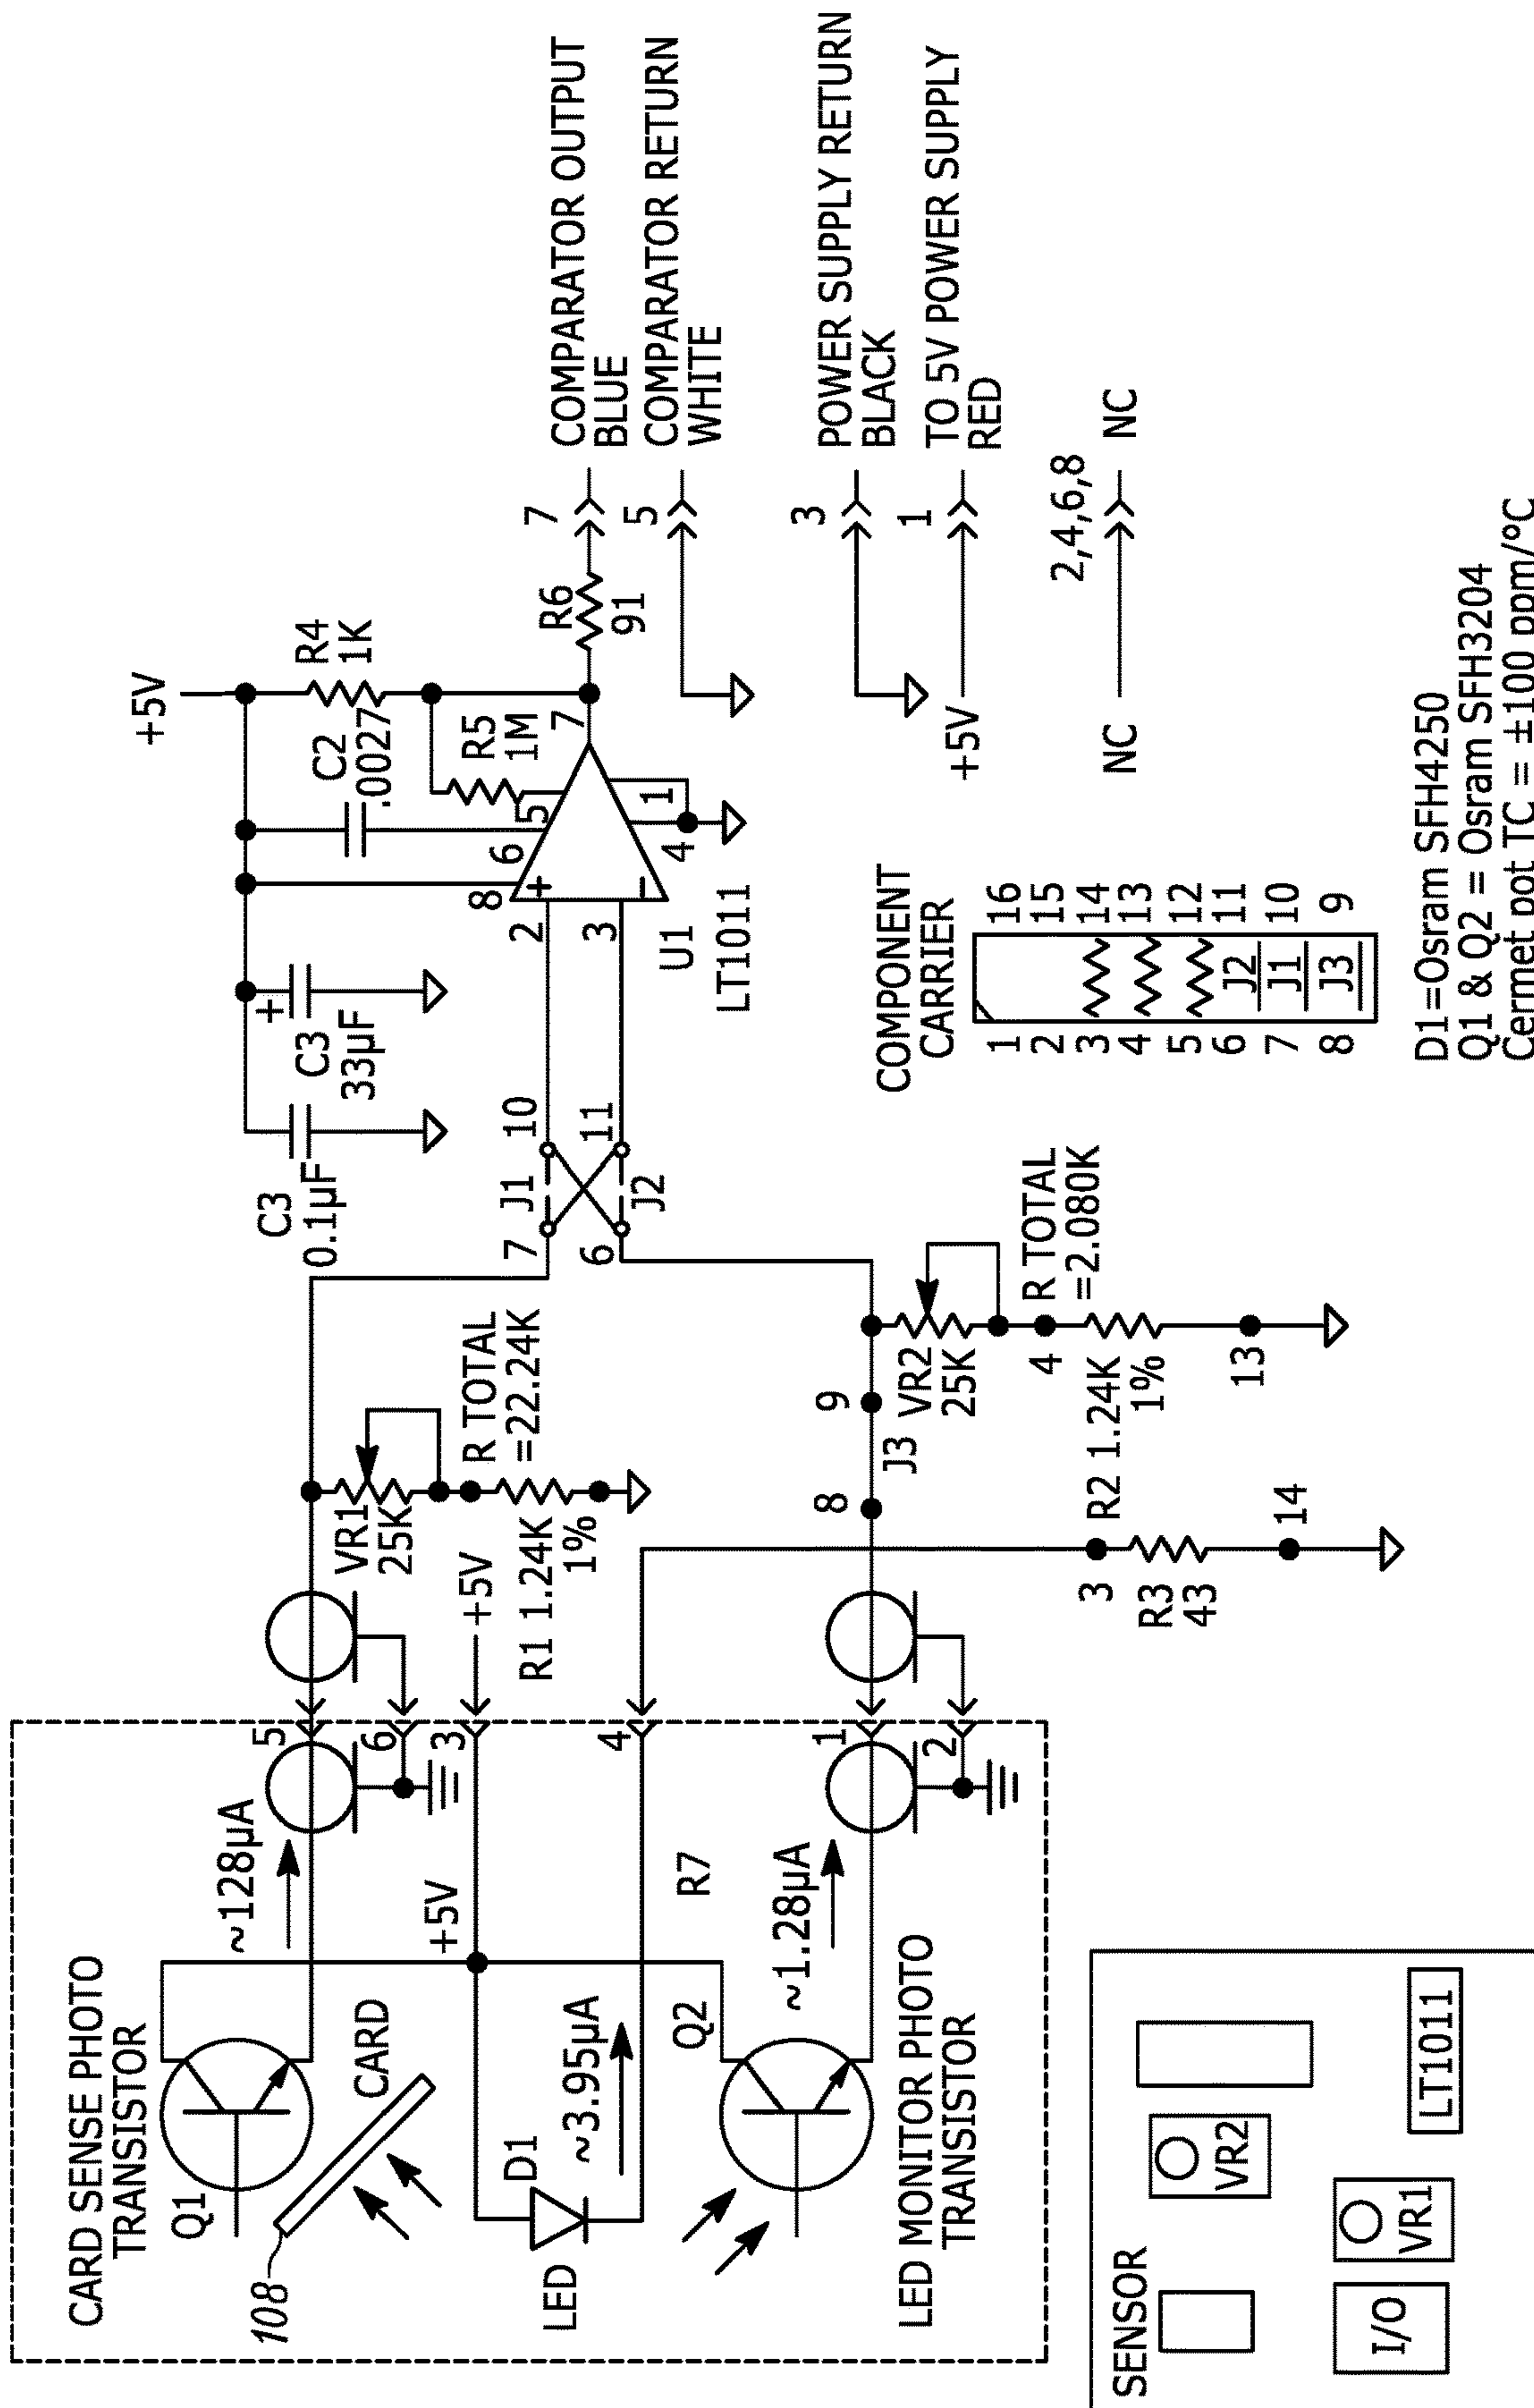 CARD SENSE PHOTO
TRANSISTOR
Q1
108
CARD
~128µA
5
6
+5V
3
D1
LED
~3.95µA
4
R7
Q2
~1.28µA
1
2
LED MONITOR PHOTO
TRANSISTOR
VR1
25K
+5V
R TOTAL
=22.24K
R1 1.24K
1%
8
J3
9
VR2
25K
R TOTAL
=2.080K
4
R2 1.24K
1%
13
3
R3
43
14
C3
0.1µF
C3
33µF
+
+5V
C2
.0027
R4
1K
R5
1M
7
J1
10
6
J2
11
2
3
8
6
5
7
+
−
4
1
U1
LT1011
R6
91
7
COMPARATOR OUTPUT
BLUE
5
COMPARATOR RETURN
WHITE
3
POWER SUPPLY RETURN
BLACK
+5V
1
TO 5V POWER SUPPLY
RED
NC
2,4,6,8
NC
COMPONENT
CARRIER
1 16
2 15
3 14
4 13
5 12
6 J2 11
7 J1 10
8 J3 9
D1=Osram SFH4250
Q1 & Q2 = Osram SFH3204
Cermet pot TC = ±100 ppm/°C
SENSOR
VR2
I/O
VR1
LT1011